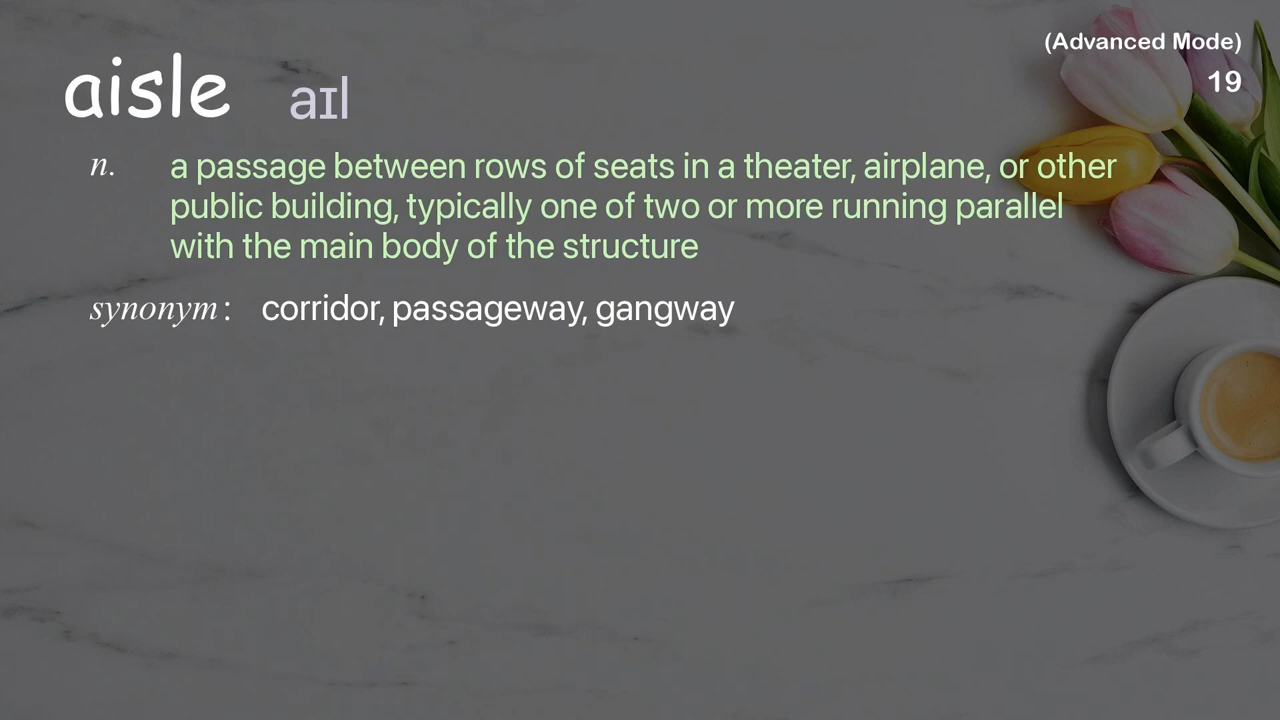 (Advanced Mode)
19
aisle aɪl
n. a passage between rows of seats in a theater, airplane, or other
public building, typically one of two or more running parallel
with the main body of the structure
synonym: corridor, passageway, gangway